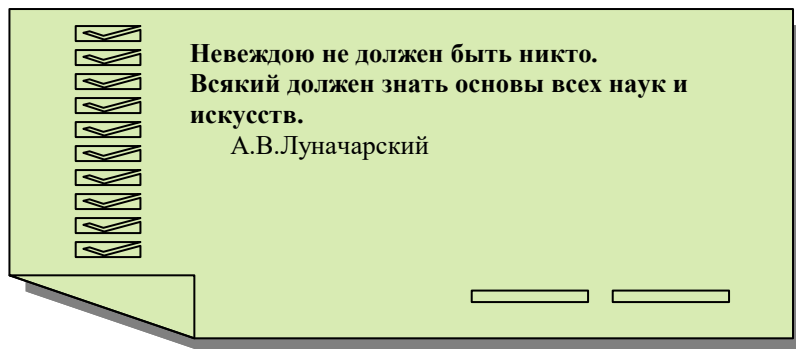 Невеждою не должен быть никто.
Всякий должен знать основы всех наук и
искусств.
А.В.Луначарский